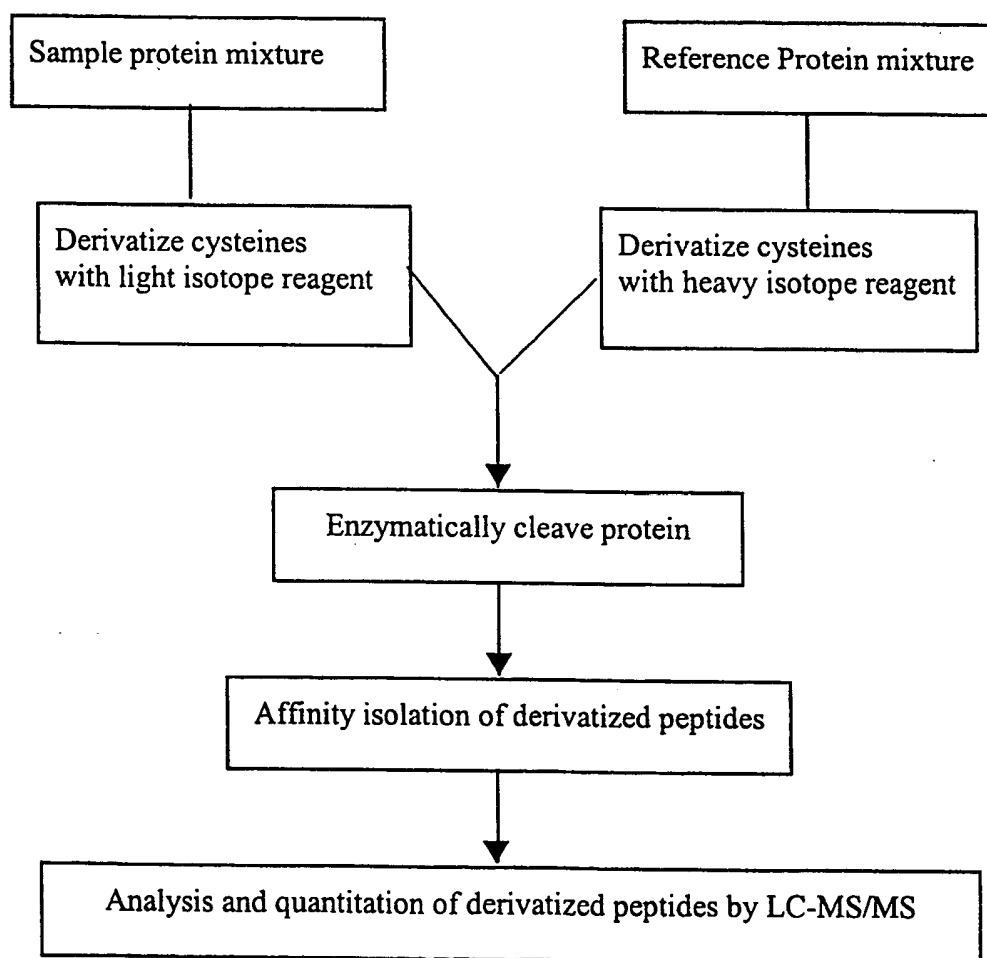 Sample protein mixture
Reference Protein mixture
Derivatize cysteines
with light isotope reagent
Derivatize cysteines
with heavy isotope reagent
Enzymatically cleave protein
Affinity isolation of derivatized peptides
Analysis and quantitation of derivatized peptides by LC-MS/MS